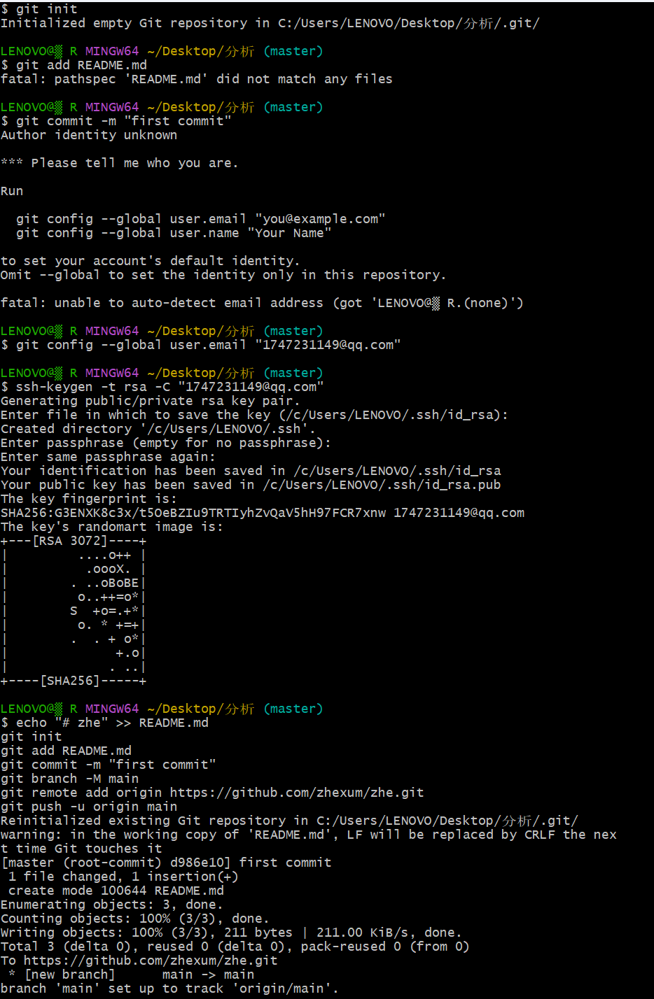 $ git init
Initialized empty Git repository in C:/Users/LENOVO/Desktop/分析/.git/
LENOVO@▒ R MINGW64 ~/Desktop/分析 (master)
$ git add README.md
fatal: pathspec 'README.md' did not match any files
LENOVO@▒ R MINGW64 ~/Desktop/分析 (master)
$ git commit -m "first commit"
Author identity unknown
*** Please tell me who you are.
Run
  git config --global user.email "you@example.com"
  git config --global user.name "Your Name"
to set your account's default identity.
Omit --global to set the identity only in this repository.
fatal: unable to auto-detect email address (got 'LENOVO@▒ R.(none)')
LENOVO@▒ R MINGW64 ~/Desktop/分析 (master)
$ git config --global user.email "1747231149@qq.com"
LENOVO@▒ R MINGW64 ~/Desktop/分析 (master)
$ ssh-keygen -t rsa -C "1747231149@qq.com"
Generating public/private rsa key pair.
Enter file in which to save the key (/c/Users/LENOVO/.ssh/id_rsa):
Created directory '/c/Users/LENOVO/.ssh'.
Enter passphrase (empty for no passphrase):
Enter same passphrase again:
Your identification has been saved in /c/Users/LENOVO/.ssh/id_rsa
Your public key has been saved in /c/Users/LENOVO/.ssh/id_rsa.pub
The key fingerprint is:
SHA256:G3ENXK8c3x/t5OeBZIu9TRTIyhZvQaV5hH97FCR7xnw 1747231149@qq.com
The key's randomart image is:
+---[RSA 3072]----+
|         ....o++ |
|          .oooX. |
|        . ..oBoBE|
|         o..++=o*|
|        S  +o=.+*|
|         o. * +=+|
|        .  . + o*|
|              +.o|
|             . ..|
+----[SHA256]-----+
LENOVO@▒ R MINGW64 ~/Desktop/分析 (master)
$ echo "# zhe" >> README.md
git init
git add README.md
git commit -m "first commit"
git branch -M main
git remote add origin https://github.com/zhexum/zhe.git
git push -u origin main
Reinitialized existing Git repository in C:/Users/LENOVO/Desktop/分析/.git/
warning: in the working copy of 'README.md', LF will be replaced by CRLF the nex
t time Git touches it
[master (root-commit) d986e10] first commit
 1 file changed, 1 insertion(+)
 create mode 100644 README.md
Enumerating objects: 3, done.
Counting objects: 100% (3/3), done.
Writing objects: 100% (3/3), 211 bytes | 211.00 KiB/s, done.
Total 3 (delta 0), reused 0 (delta 0), pack-reused 0 (from 0)
To https://github.com/zhexum/zhe.git
 * [new branch]      main -> main
branch 'main' set up to track 'origin/main'.